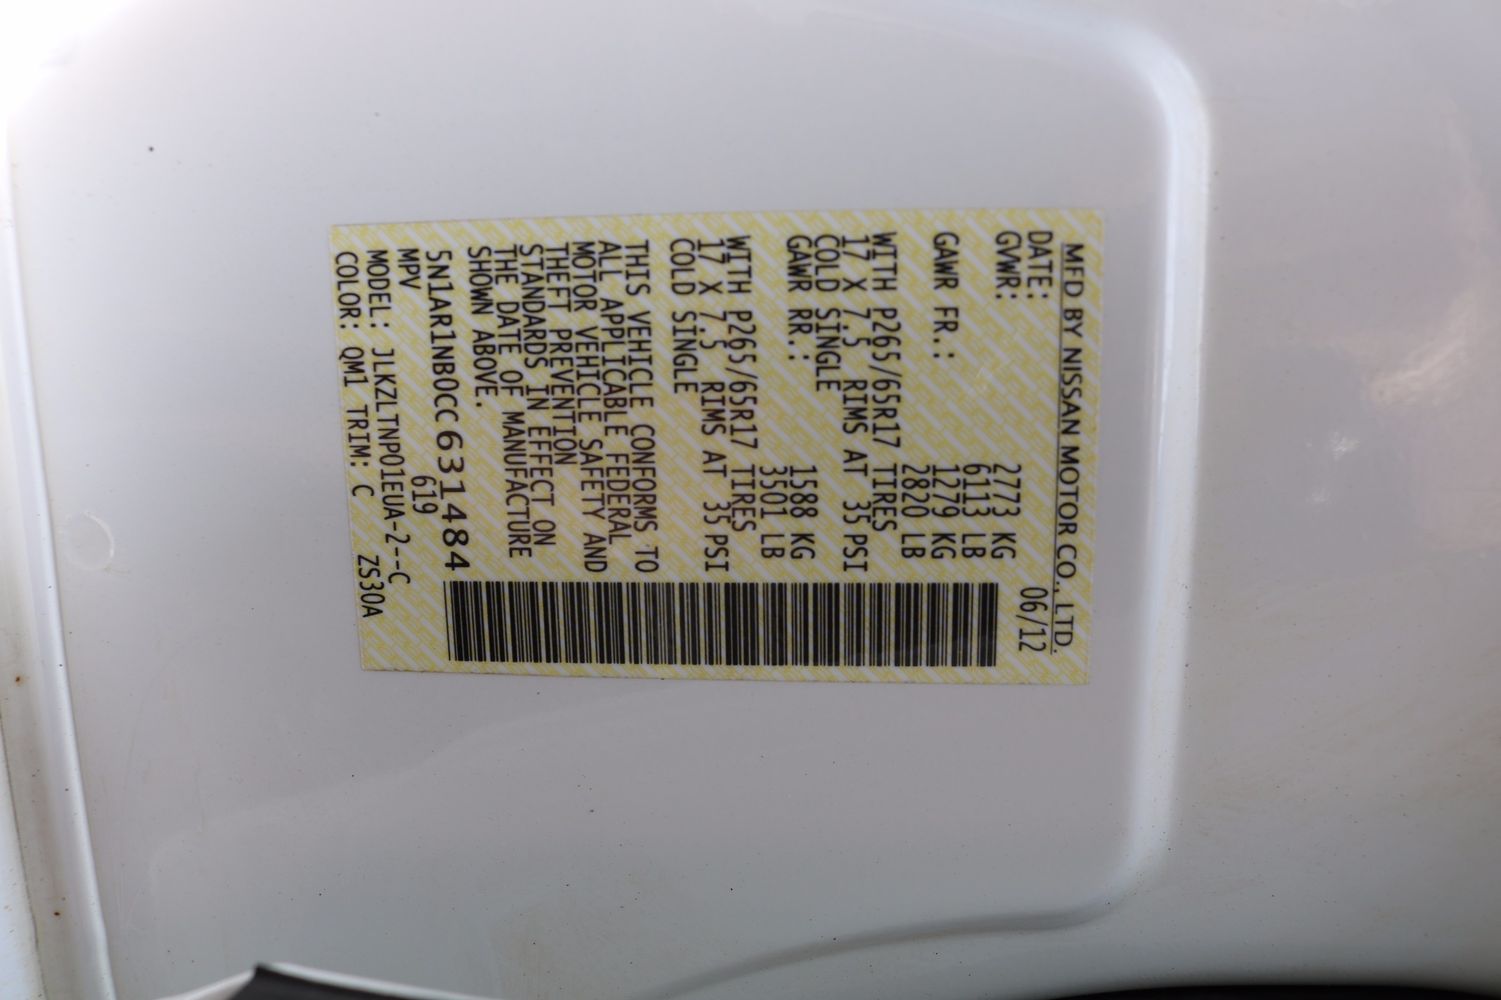 MFD BY NISSAN MOTOR CO., LTD.
DATE: 06/12
GVWR: 2773 KG
6113 LB
GAWR FR.: 1279 KG
2820 LB
WITH P265/65R17 TIRES
17 X 7.5 RIMS AT 35 PSI
COLD SINGLE
GAWR RR.: 1588 KG
3501 LB
WITH P265/65R17 TIRES
17 X 7.5 RIMS AT 35 PSI
COLD SINGLE
THIS VEHICLE CONFORMS TO
ALL APPLICABLE FEDERAL
MOTOR VEHICLE SAFETY AND
THEFT PREVENTION
STANDARDS IN EFFECT ON
THE DATE OF MANUFACTURE
SHOWN ABOVE.
5N1AR1NB0CC631484
MPV 619
MODEL: JLKZLTNP01EUA-2--C
COLOR: QM1 TRIM: C ZS30A